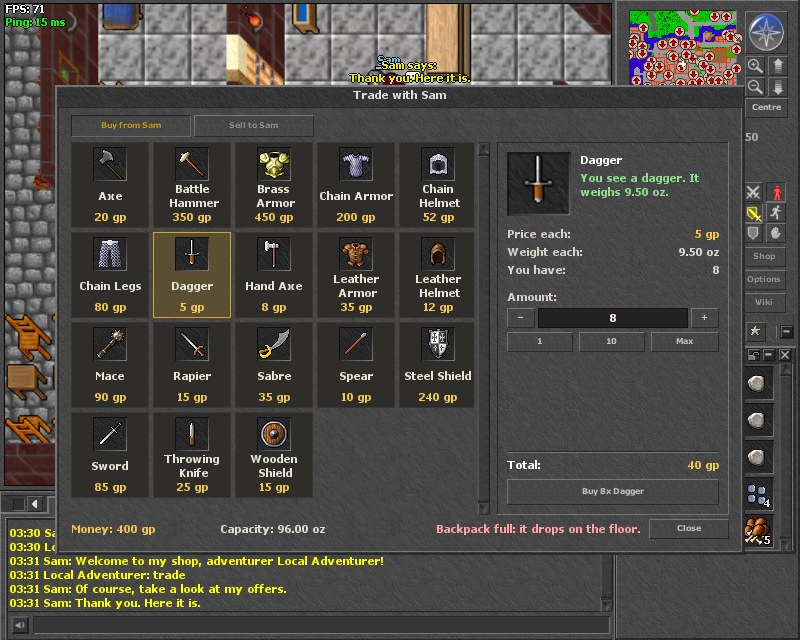 FPS: 71
Ping: 15 ms
Sam
Sam says:
Thank you. Here it is.
Trade with Sam
Centre
Buy from Sam
Sell to Sam
50
Axe
20 gp
Battle
Hammer
350 gp
Brass
Armor
450 gp
Chain Armor
200 gp
Chain
Helmet
52 gp
Chain Legs
80 gp
Dagger
5 gp
Hand Axe
8 gp
Leather
Armor
35 gp
Leather
Helmet
12 gp
Mace
90 gp
Rapier
15 gp
Sabre
35 gp
Spear
10 gp
Steel Shield
240 gp
Sword
85 gp
Throwing
Knife
25 gp
Wooden
Shield
15 gp
Dagger
You see a dagger. It
weighs 9.50 oz.
Price each: 5 gp
Weight each: 9.50 oz
You have: 8
Amount:
− 8 +
1 10 Max
Total: 40 gp
Buy 8x Dagger
Shop
Options
Wiki
4
5
Money: 400 gp
Capacity: 96.00 oz
Backpack full: it drops on the floor.
Close
03:30
03:30
03:31 Sam: Welcome to my shop, adventurer Local Adventurer!
03:31 Local Adventurer: trade
03:31 Sam: Of course, take a look at my offers.
03:31 Sam: Thank you. Here it is.